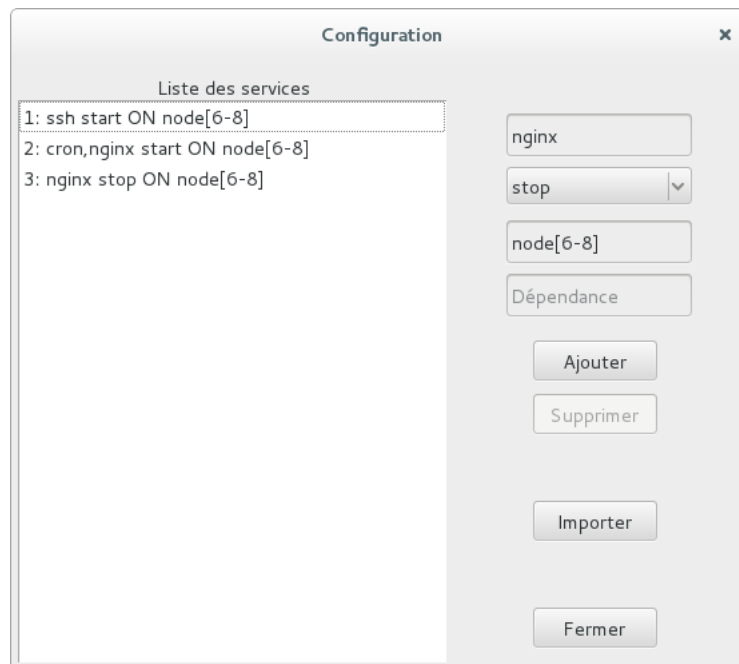 Configuration
Liste des services
1: ssh start ON node[6-8]
2: cron,nginx start ON node[6-8]
3: nginx stop ON node[6-8]
nginx
stop
node[6-8]
Dépendance
Ajouter
Supprimer
Importer
Fermer